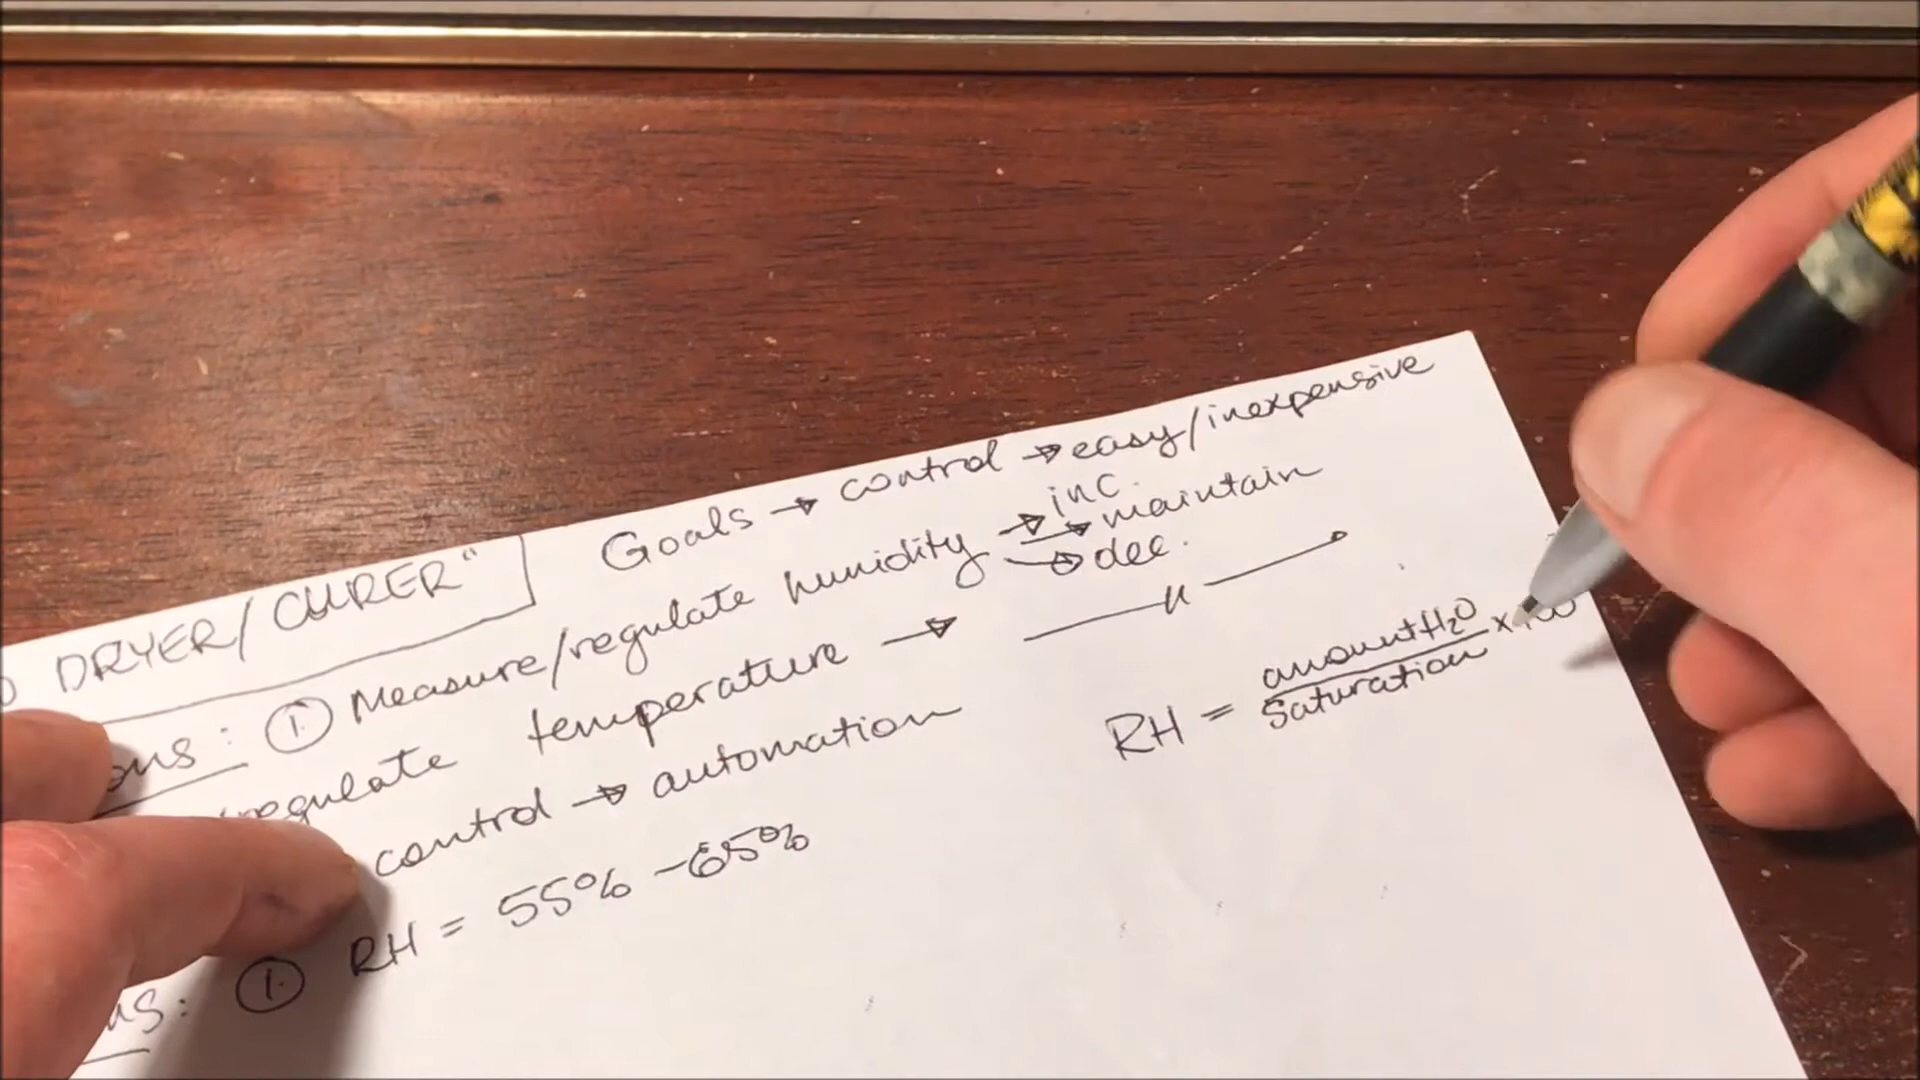 DRYER/CURER"
Goals → control → easy/inexpensive
① Measure/regulate humidity → inc.
→ maintain
→ dec.
regulate temperature → —— " ——
control → automation
RH = amount H2O / Saturation x 100
① RH = 55% - 65%